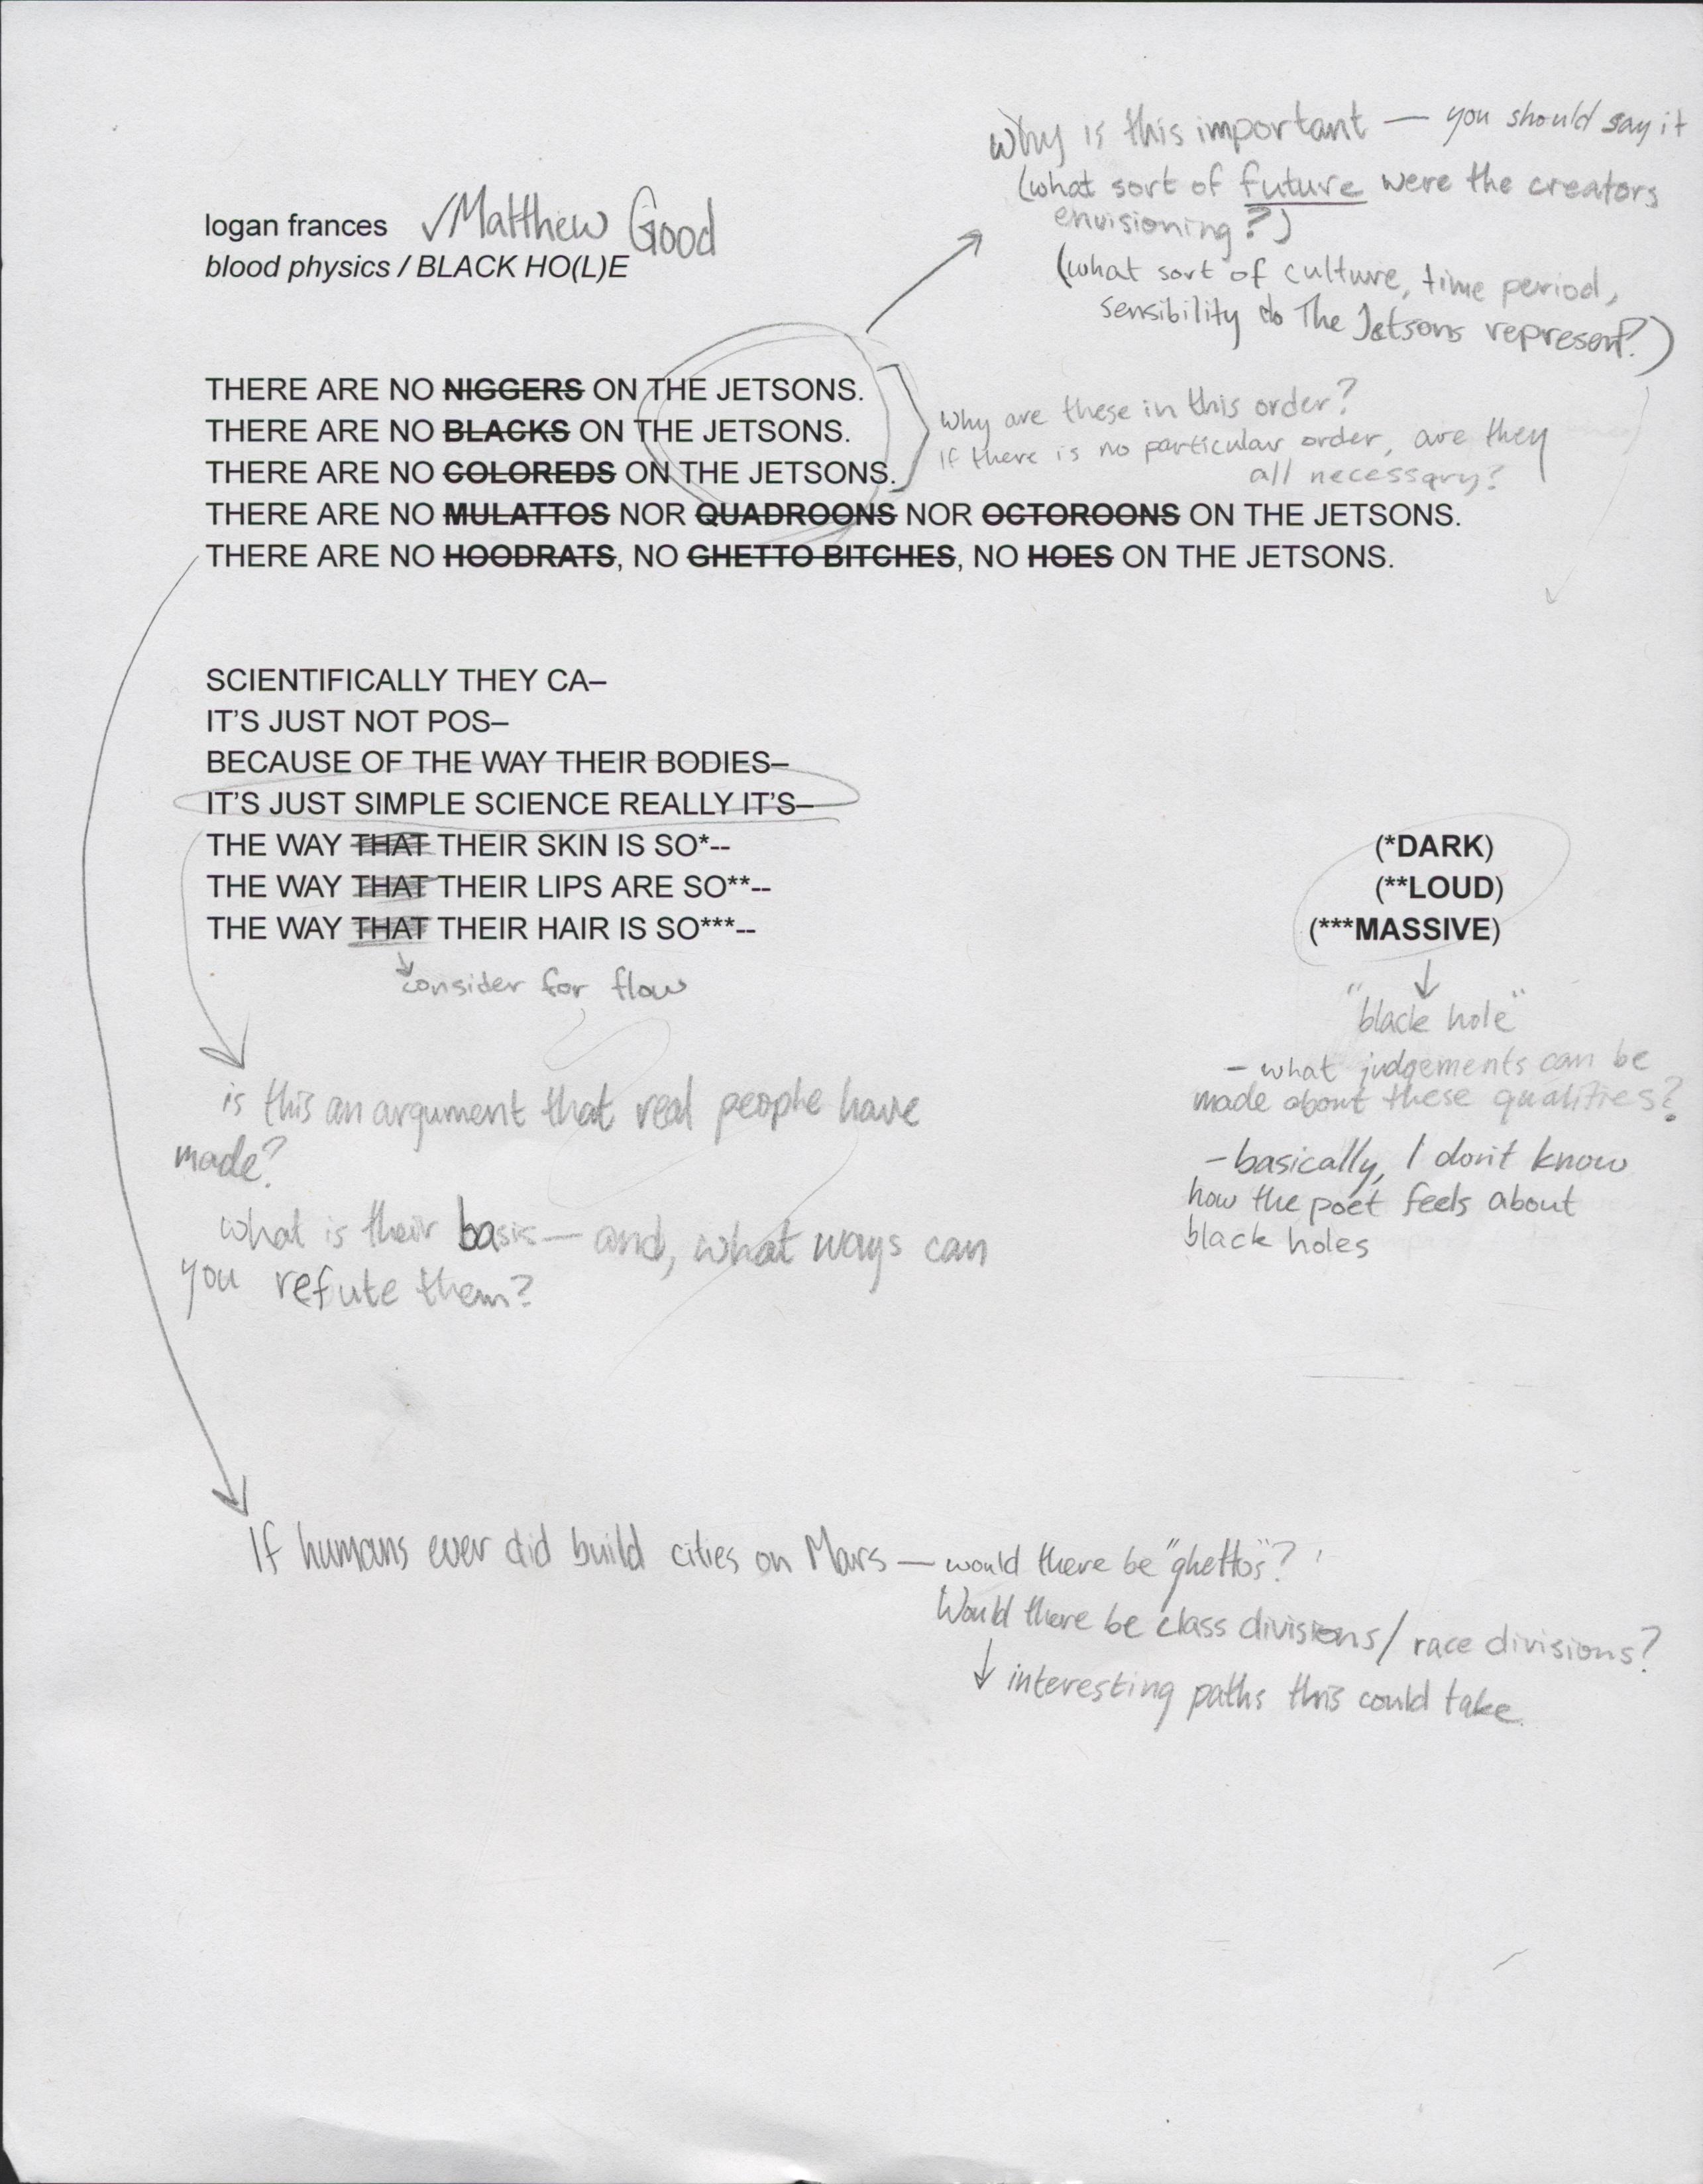 why is this important — you should say it
(what sort of future were the creators
envisioning?)
(what sort of culture, time period,
sensibility do The Jetsons represent?)
logan frances ✓Matthew Good
blood physics / BLACK HO(L)E
THERE ARE NO NIGGERS ON THE JETSONS.
THERE ARE NO BLACKS ON THE JETSONS.
THERE ARE NO COLOREDS ON THE JETSONS.
Why are these in this order?
If there is no particular order, are they
all necessary?
THERE ARE NO MULATTOS NOR QUADROONS NOR OCTOROONS ON THE JETSONS.
THERE ARE NO HOODRATS, NO GHETTO BITCHES, NO HOES ON THE JETSONS.
SCIENTIFICALLY THEY CA–
IT'S JUST NOT POS–
BECAUSE OF THE WAY THEIR BODIES–
IT'S JUST SIMPLE SCIENCE REALLY IT'S–
THE WAY THAT THEIR SKIN IS SO*-- (*DARK)
THE WAY THAT THEIR LIPS ARE SO**-- (**LOUD)
THE WAY THAT THEIR HAIR IS SO***-- (***MASSIVE)
consider for flow
"black hole"
– what judgements can be
made about these qualities?
– basically, I don't know
how the poet feels about
black holes
is this an argument that real people have
made?
what is their basis — and, what ways can
you refute them?
If humans ever did build cities on Mars — would there be "ghettos"?
Would there be class divisions / race divisions?
interesting paths this could take